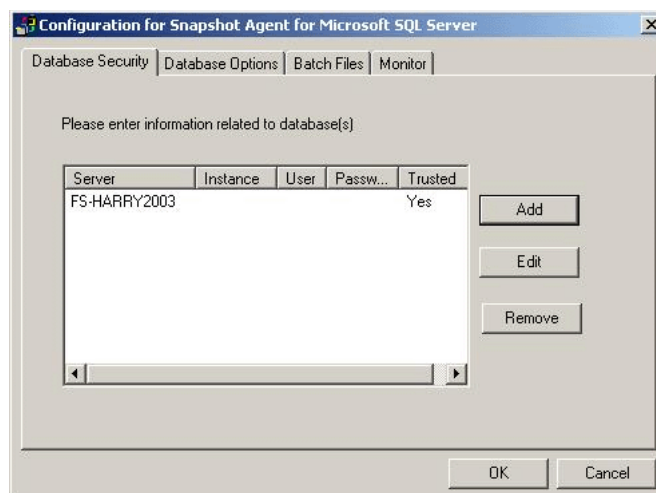 Configuration for Snapshot Agent for Microsoft SQL Server
Database Security Database Options Batch Files Monitor
Please enter information related to database(s)
Server Instance User Passw... Trusted
FS-HARRY2003 Yes
Add
Edit
Remove
OK Cancel